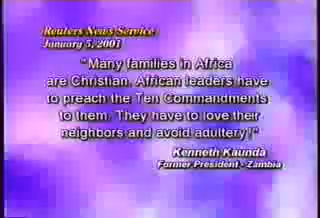 Reuters News Service
January 5, 2001
"Many families in Africa
are Christian. African leaders have
to preach the Ten Commandments
to them. They have to love their
neighbors and avoid adultery!"
Kenneth Kaunda
Former President - Zambia